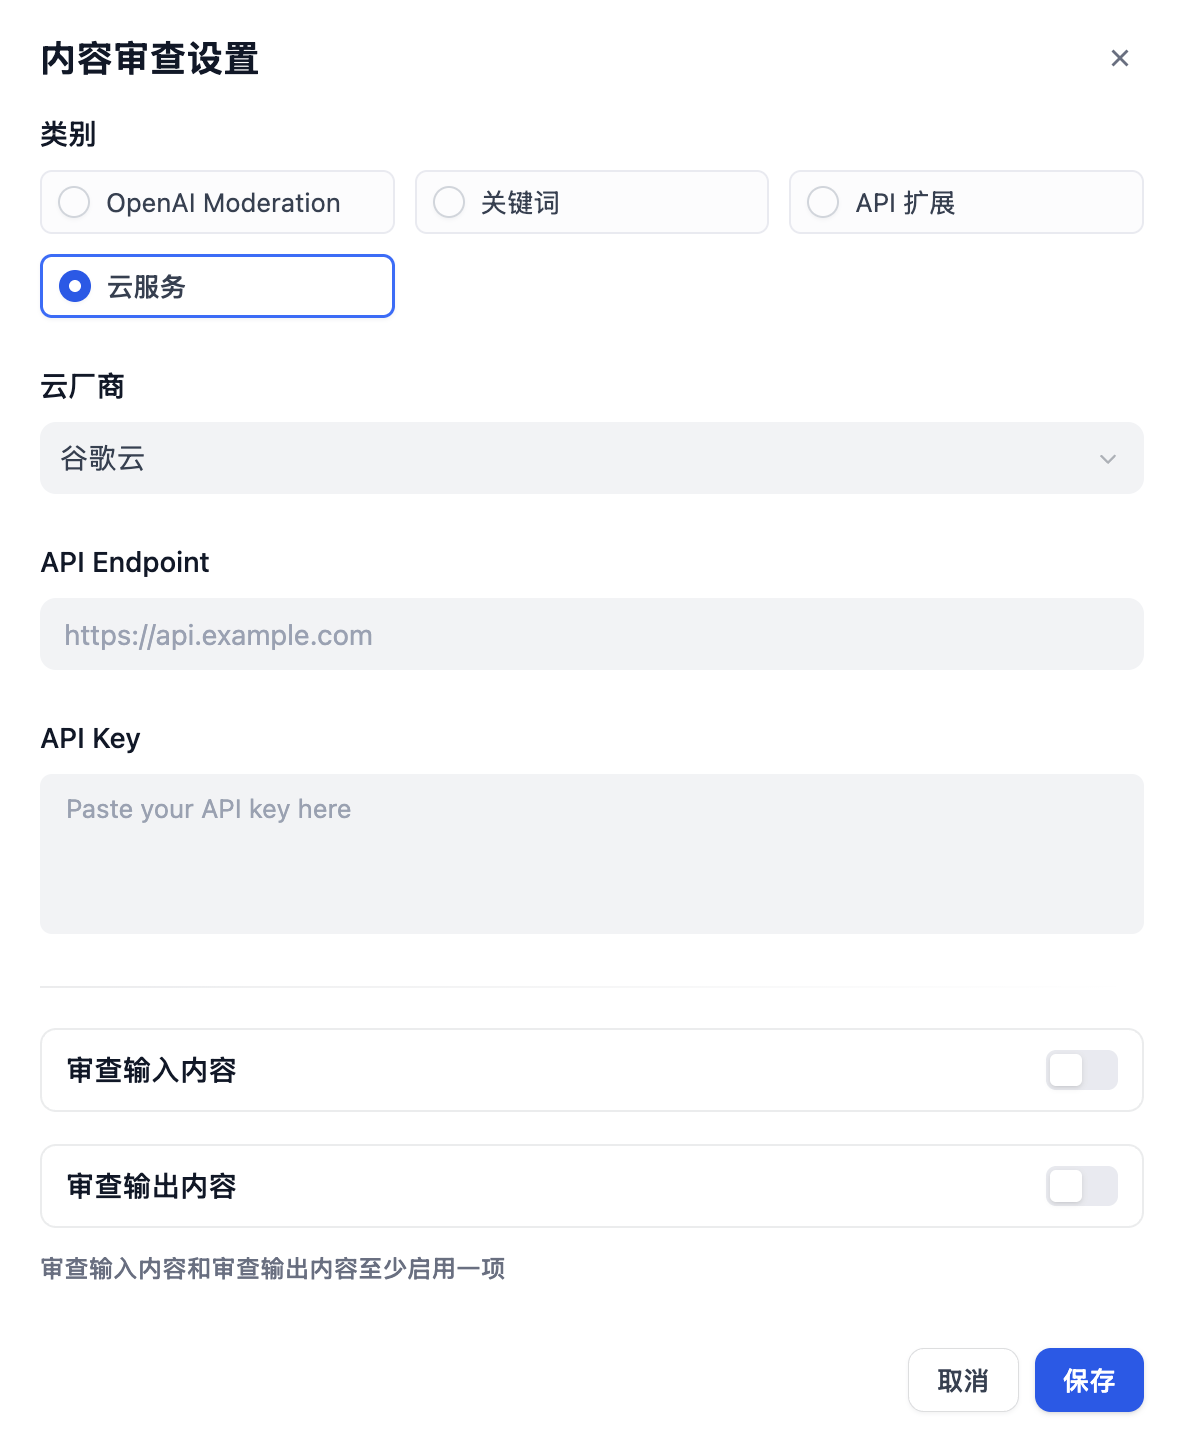 内容审查设置
类别
OpenAI Moderation
关键词
API 扩展
云服务
云厂商
谷歌云
API Endpoint
https://api.example.com
API Key
Paste your API key here
审查输入内容
审查输出内容
审查输入内容和审查输出内容至少启用一项
取消
保存